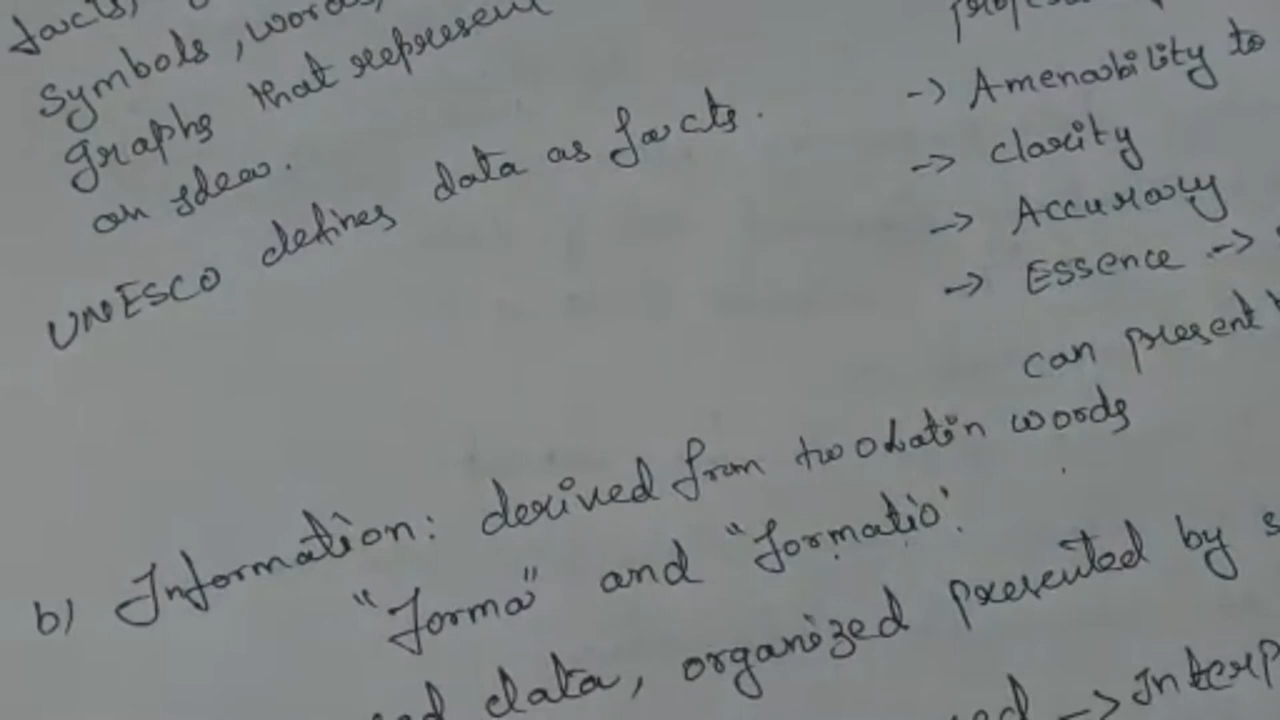 facts,
symbols, words,
graphs that represent
an idea.
UNESCO defines data as facts.
-> Amenability to
-> clarity
-> Accuracy
-> Essence ->
can present
b) Information: derived from two Latin words
"Forma" and "formatio".
data, organized presented by
-> Interp